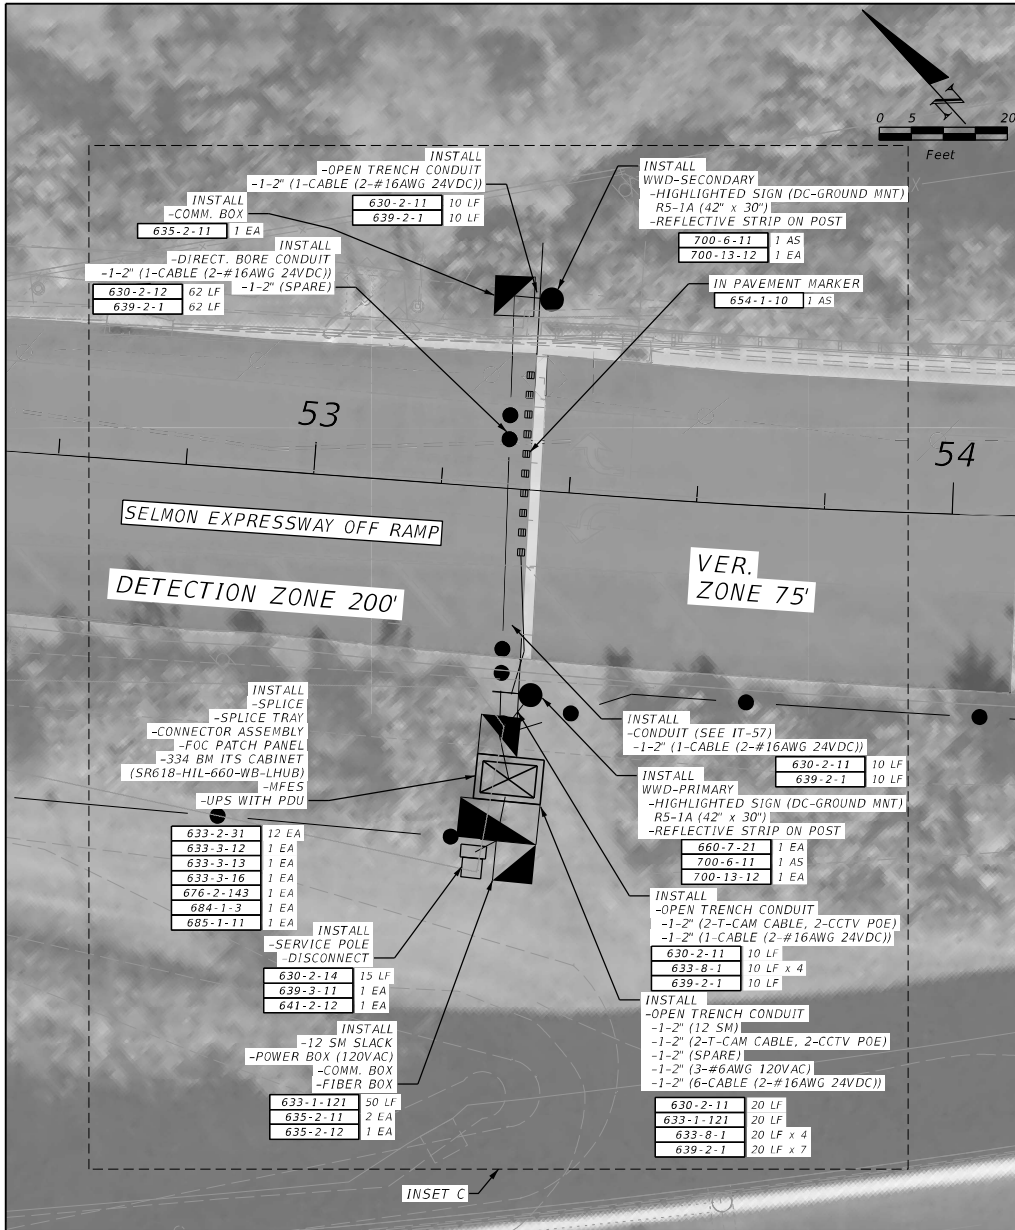 0 5 20
Feet
INSTALL
-OPEN TRENCH CONDUIT
-1-2" (1-CABLE (2-#16AWG 24VDC))
630-2-11 10 LF
639-2-1 10 LF
INSTALL
WWD-SECONDARY
-HIGHLIGHTED SIGN (DC-GROUND MNT)
R5-1A (42" x 30")
-REFLECTIVE STRIP ON POST
700-6-11 1 AS
700-13-12 1 EA
INSTALL
-COMM. BOX
635-2-11 1 EA
INSTALL
-DIRECT. BORE CONDUIT
-1-2" (1-CABLE (2-#16AWG 24VDC))
-1-2" (SPARE)
630-2-12 62 LF
639-2-1 62 LF
IN PAVEMENT MARKER
654-1-10 1 AS
53
54
SELMON EXPRESSWAY OFF RAMP
DETECTION ZONE 200'
VER.
ZONE 75'
INSTALL
-SPLICE
-SPLICE TRAY
-CONNECTOR ASSEMBLY
-FOC PATCH PANEL
-334 BM ITS CABINET
(SR618-HIL-660-WB-LHUB)
-MFES
-UPS WITH PDU
633-2-31 12 EA
633-3-12 1 EA
633-3-13 1 EA
633-3-16 1 EA
676-2-143 1 EA
684-1-3 1 EA
685-1-11 1 EA
INSTALL
-CONDUIT (SEE IT-57)
-1-2" (1-CABLE (2-#16AWG 24VDC)
630-2-11 10 LF
639-2-1 10 LF
INSTALL
WWD-PRIMARY
-HIGHLIGHTED SIGN (DC-GROUND MNT)
R5-1A (42" x 30")
-REFLECTIVE STRIP ON POST
660-7-21 1 EA
700-6-11 1 AS
700-13-12 1 EA
INSTALL
-OPEN TRENCH CONDUIT
-1-2" (2-T-CAM CABLE, 2-CCTV POE)
-1-2" (1-CABLE (2-#16AWG 24VDC))
630-2-11 10 LF
633-8-1 10 LF x 4
639-2-1 10 LF
INSTALL
-SERVICE POLE
-DISCONNECT
630-2-14 15 LF
639-3-11 1 EA
641-2-12 1 EA
INSTALL
-OPEN TRENCH CONDUIT
-1-2" (12 SM)
-1-2" (2-T-CAM CABLE, 2-CCTV POE)
-1-2" (SPARE)
-1-2" (3-#6AWG 120VAC)
-1-2" (6-CABLE (2-#16AWG 24VDC))
630-2-11 20 LF
633-1-121 20 LF
633-8-1 20 LF x 4
639-2-1 20 LF x 7
INSTALL
-12 SM SLACK
-POWER BOX (120VAC)
-COMM. BOX
-FIBER BOX
633-1-121 50 LF
635-2-11 2 EA
635-2-12 1 EA
INSET C